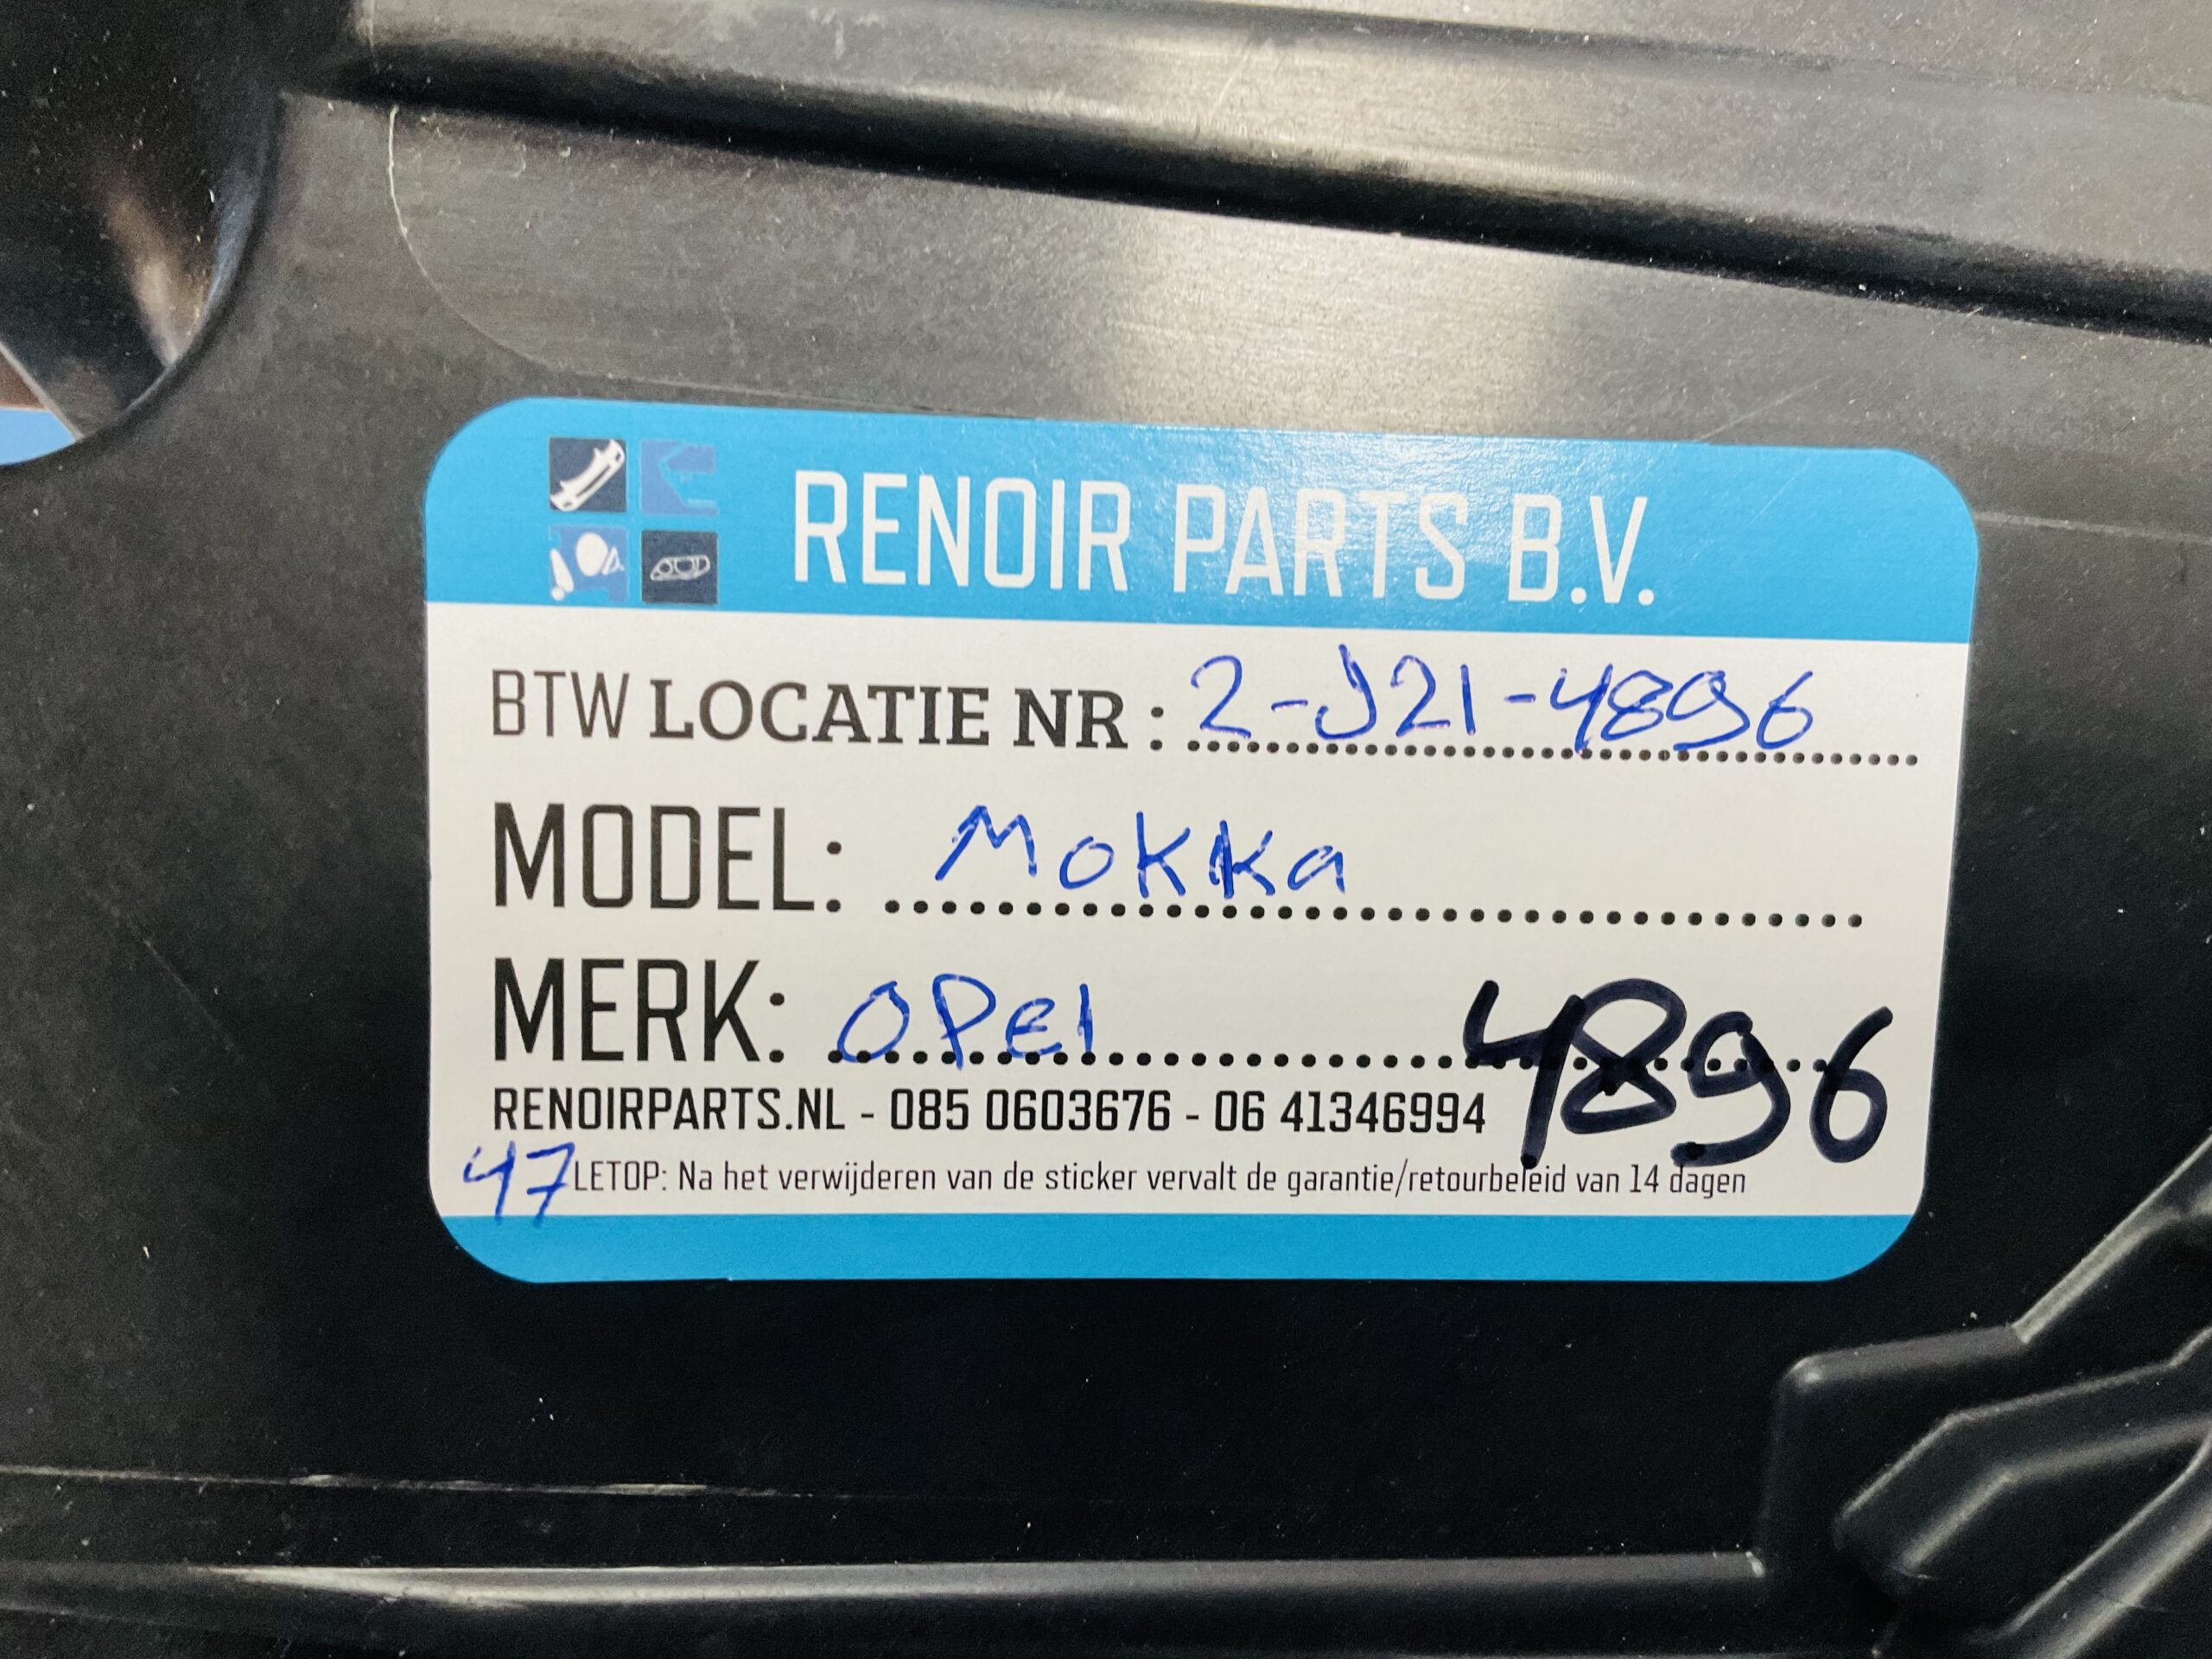 RENOIR PARTS B.V.
BTW LOCATIE NR : 2-J21-4896
MODEL: Mokka
MERK: OPel
4896
RENOIRPARTS.NL - 085 0603676 - 06 41346994
47 LETOP: Na het verwijderen van de sticker vervalt de garantie/retourbeleid van 14 dagen